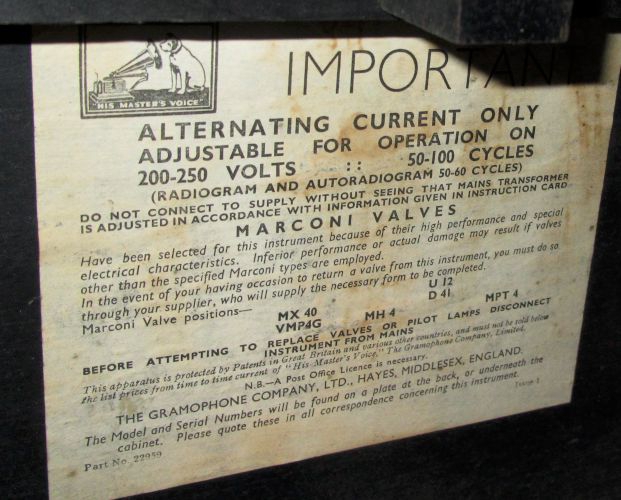 "HIS MASTER'S VOICE"
IMPORTANT
ALTERNATING CURRENT ONLY
ADJUSTABLE FOR OPERATION ON
200-250 VOLTS :: 50-100 CYCLES
(RADIOGRAM AND AUTORADIOGRAM 50-60 CYCLES)
DO NOT CONNECT TO SUPPLY WITHOUT SEEING THAT MAINS TRANSFORMER
IS ADJUSTED IN ACCORDANCE WITH INFORMATION GIVEN IN INSTRUCTION CARD
MARCONI VALVES
Have been selected for this instrument because of their high performance and special
electrical characteristics. Inferior performance or actual damage may result if valves
other than the specified Marconi types are employed.
In the event of your having occasion to return a valve from this instrument, you must do so
through your supplier, who will supply the necessary form to be completed.
Marconi Valve positions—
U 12
MX 40 MH 4 D 41 MPT 4
VMP4G
BEFORE ATTEMPTING TO REPLACE VALVES OR PILOT LAMPS DISCONNECT
INSTRUMENT FROM MAINS
This apparatus is protected by Patents in Great Britain and various other countries, and must not be sold below
the list prices from time to time current of "His Master's Voice," The Gramophone Company, Limited.
N.B.—A Post Office Licence is necessary.
THE GRAMOPHONE COMPANY, LTD., HAYES, MIDDLESEX, ENGLAND.
The Model and Serial Numbers will be found on a plate at the back, or underneath the
cabinet. Please quote these in all correspondence concerning this instrument.
Part No. 22959 Issue 1